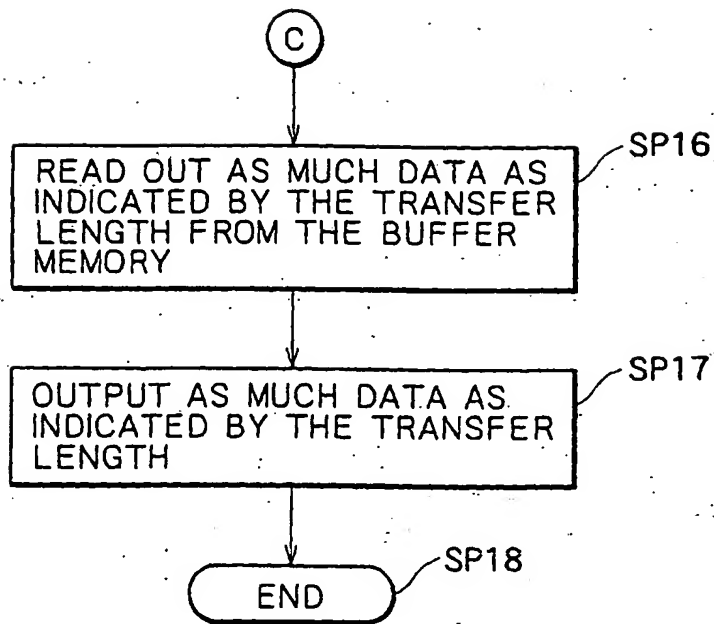 C
SP16
READ OUT AS MUCH DATA AS
INDICATED BY THE TRANSFER
LENGTH FROM THE BUFFER
MEMORY
SP17
OUTPUT AS MUCH DATA AS
INDICATED BY THE TRANSFER
LENGTH
SP18
END